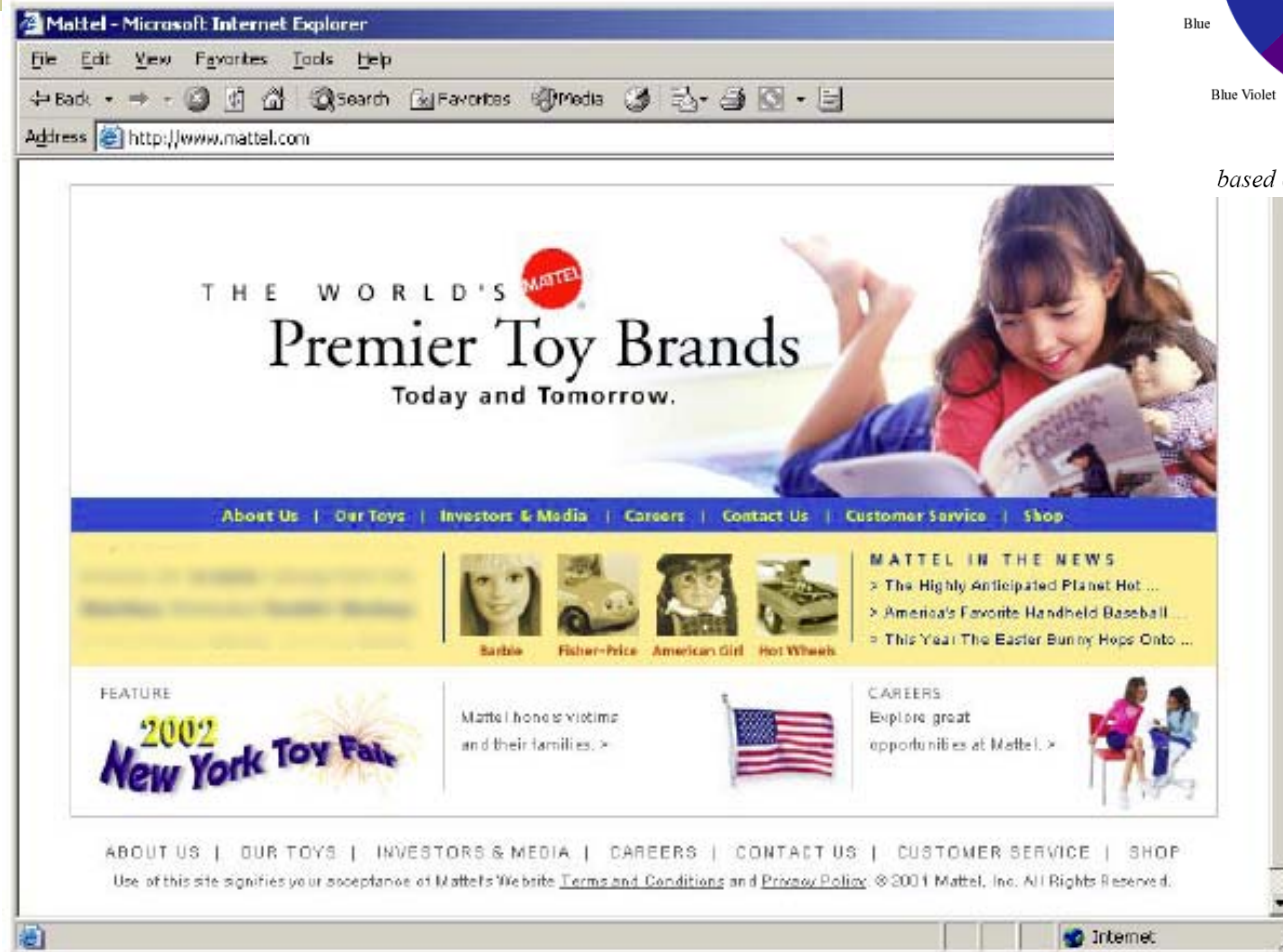 Mattel - Microsoft Internet Explorer
File Edit View Favorites Tools Help
Back Search Favorites Media
Address http://www.mattel.com
Blue
Blue Violet
based
THE WORLD'S MATTEL
Premier Toy Brands
Today and Tomorrow.
About Us | Our Toys | Investors & Media | Careers | Contact Us | Customer Service | Shop
Barbie Fisher-Price American Girl Hot Wheels
MATTEL IN THE NEWS
> The Highly Anticipated Planet Hot ...
> America's Favorite Handheld Baseball ...
> This Year The Easter Bunny Hops Onto ...
FEATURE
2002
New York Toy Fair
Mattel honors victims
and their families. >
CAREERS
Explore great
opportunities at Mattel. >
ABOUT US | OUR TOYS | INVESTORS & MEDIA | CAREERS | CONTACT US | CUSTOMER SERVICE | SHOP
Use of this site signifies your acceptance of Mattel's Website Terms and Conditions and Privacy Policy. © 2001 Mattel, Inc. All Rights Reserved.
Internet